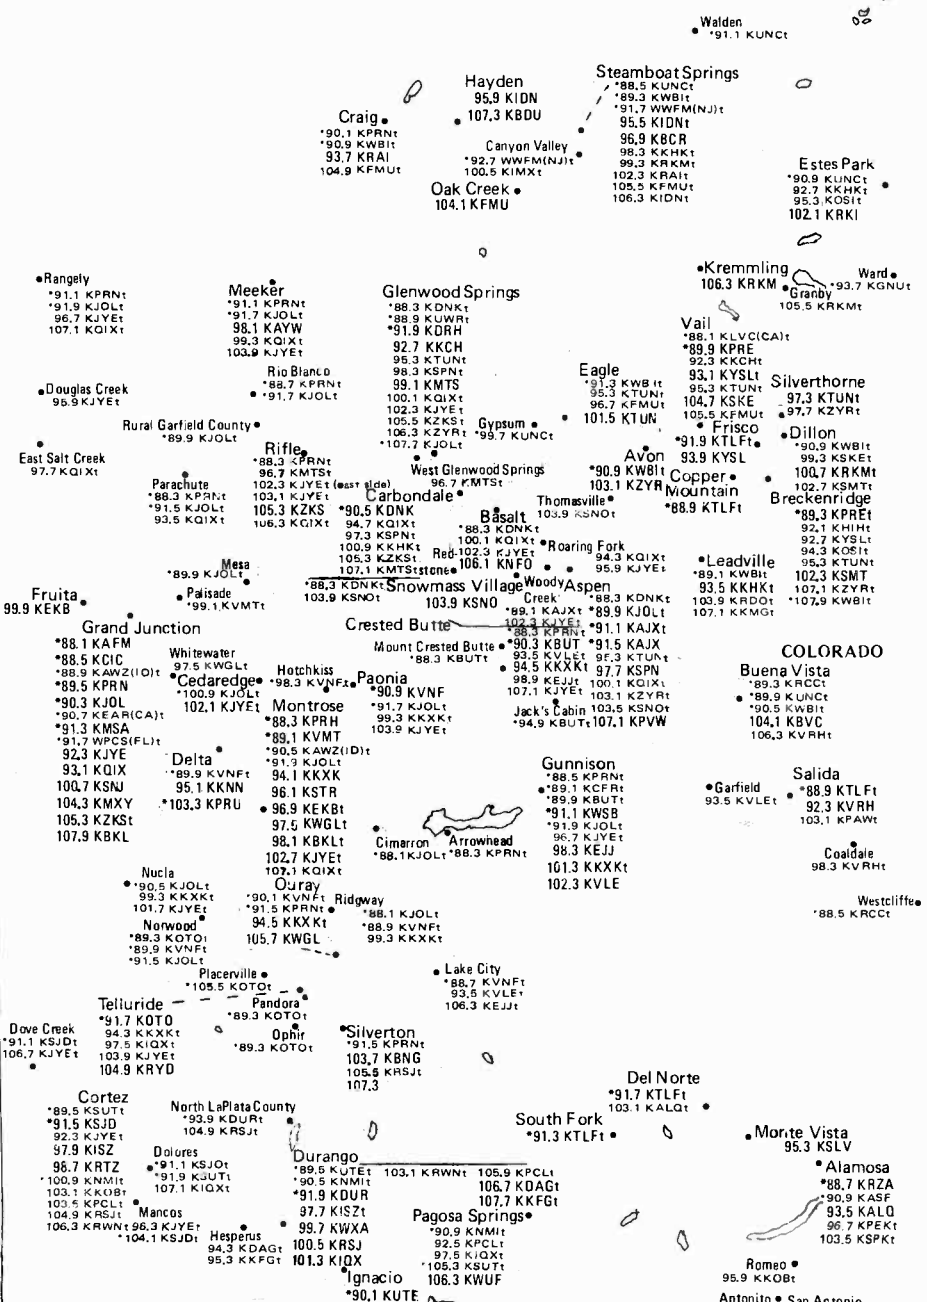 Walden
*91.1 KUNCt
Steamboat Springs
*88.5 KUNCt
*89.3 KWBIt
*91.7 WWFM(NJ)t
95.5 KIDNt
96.9 KBCR
98.3 KKHKt
99.3 KRKMt
102.3 KRAIt
105.5 KFMUt
106.3 KIDNt
Hayden
95.9 KIDN
107.3 KBDU
Craig
*90.1 KPRNt
*90.9 KWBIt
93.7 KRAI
104.9 KFMUt
Canyon Valley
*92.7 WWFM(NJ)t
100.5 KIMXt
Oak Creek
104.1 KFMU
Estes Park
*90.9 KUNCt
92.7 KKHKt
95.3 KOSIt
102.1 KRKI
Rangely
*91.1 KPRNt
*91.9 KJOLt
96.7 KJYEt
107.1 KQIXt
Meeker
*91.1 KPRNt
*91.7 KJOLt
98.1 KAYW
99.3 KQIXt
103.9 KJYEt
Glenwood Springs
*88.3 KDNKt
*88.9 KUWRt
*91.9 KDRH
92.7 KKCH
95.3 KTUNt
98.3 KSPNt
99.1 KMTS
100.1 KQIXt
102.3 KJYEt
105.5 KZKSt
106.3 KZYRt
*107.7 KJOLt
Kremmling
106.3 KRKM
Granby
105.5 KRKMt
Ward
*93.7 KGNUt
Vail
*88.1 KLVC(CA)t
*89.9 KPRE
92.3 KKCHt
93.1 KYSLt
95.3 KTUNt
104.7 KSKE
105.5 KFMUt
Rio Blanco
*88.7 KPRNt
*91.7 KJOLt
Eagle
*91.3 KWBIt
95.3 KTUNt
96.7 KFMUt
101.5 KTUN
Silverthorne
97.3 KTUNt
97.7 KZYRt
Douglas Creek
95.9 KJYEt
Rural Garfield County
*89.9 KJOLt
Gypsum
*99.7 KUNCt
Frisco
*91.9 KTLFt
93.9 KYSL
Dillon
*90.9 KWBIt
99.3 KSKEt
100.7 KRKMt
102.7 KSMTt
East Salt Creek
97.7 KQIXt
Rifle
*88.3 KPRNt
96.7 KMTSt
102.3 KJYEt (east side)
103.1 KJYEt
105.3 KZKS
106.3 KQIXt
West Glenwood Springs
96.7 KMTSt
Avon
*90.9 KWBIt
103.1 KZYR
Copper
Mountain
*88.9 KTLFt
Parachute
*88.3 KPRNt
*91.5 KJOLt
93.5 KQIXt
Carbondale
*90.5 KDNK
94.7 KQIXt
97.3 KSPNt
100.9 KKHKt
105.3 KZKSt
107.1 KMTSt
Thomasville
103.9 KSNOt
Breckenridge
*89.3 KPREt
92.1 KHIHt
92.7 KYSLt
94.3 KOSIt
95.3 KTUNt
102.3 KSMT
107.1 KZYRt
*107.9 KWBIt
Basalt
*88.3 KDNKt
100.1 KQIXt
102.3 KJYEt
106.1 KNFO
Redstone
*88.3 KDNKt
103.9 KSNOt
Roaring Fork
94.3 KQIXt
95.9 KJYEt
Leadville
*89.1 KWBIt
93.5 KKHKt
103.9 KRDOt
107.1 KKMGt
Mesa
*89.9 KJOLt
Palisade
*99.1 KVMTt
Fruita
99.9 KEKB
Snowmass Village
103.9 KSNO
Woody
Creek
*89.1 KAJXt
102.3 KJYEt
Aspen
*88.3 KDNKt
*89.9 KJOLt
*91.1 KAJXt
*91.5 KAJX
95.3 KTUNt
97.7 KSPN
100.1 KQIXt
103.1 KZYRt
103.5 KSNOt
107.1 KPVW
Grand Junction
*88.1 KAFM
*88.5 KCIC
*88.9 KAWZ(ID)t
*89.5 KPRN
*90.3 KJOL
*90.7 KEAR(CA)t
*91.3 KMSA
*91.7 WPCS(FL)t
92.3 KJYE
93.1 KQIX
100.7 KSNJ
104.3 KMXY
105.3 KZKSt
107.9 KBKL
Crested Butte
*88.3 KPRNt
*90.3 KBUT
93.5 KVLEt
94.5 KKXKt
98.9 KEJJt
107.1 KJYEt
Mount Crested Butte
*88.3 KBUTt
COLORADO
Buena Vista
*89.3 KRCCt
*89.9 KUNCt
*90.5 KWBIt
104.1 KBVC
106.3 KVRHt
Whitewater
97.5 KWGLt
Cedaredge
*100.9 KJOLt
102.1 KJYEt
Hotchkiss
*98.3 KVNFt
Paonia
*90.9 KVNF
*91.7 KJOLt
99.3 KKXKt
103.9 KJYEt
Jack's Cabin
*94.9 KBUTt
Montrose
*88.3 KPRH
*89.1 KVMT
*90.5 KAWZ(ID)t
*91.9 KJOLt
94.1 KKXK
96.1 KSTR
96.9 KEKBt
97.5 KWGLt
98.1 KBKLt
102.7 KJYEt
107.1 KQIXt
Delta
*89.9 KVNFt
95.1 KKNN
*103.3 KPRU
Gunnison
*88.5 KPRNt
*89.1 KCFRt
*89.9 KBUTt
*91.1 KWSB
*91.9 KJOLt
96.7 KJYEt
98.3 KEJJ
101.3 KKXKt
102.3 KVLE
Garfield
93.5 KVLEt
Salida
*88.9 KTLFt
92.3 KVRH
103.1 KPAWt
Cimarron
*88.1 KJOLt
Arrowhead
*88.3 KPRNt
Coaldale
98.3 KVRHt
Nucla
*90.5 KJOLt
99.3 KKXKt
101.7 KJYEt
Ouray
*90.1 KVNFt
*91.5 KPRNt
94.5 KKXKt
105.7 KWGL
Ridgway
*88.1 KJOLt
*88.9 KVNFt
99.3 KKXKt
Westcliffe
*88.5 KRCCt
Norwood
*89.3 KOTOt
*89.9 KVNFt
*91.5 KJOLt
Placerville
*105.5 KOTOt
Lake City
*88.7 KVNFt
93.5 KVLEt
106.3 KEJJt
Telluride
*91.7 KOTO
94.3 KKXKt
97.5 KIQXt
103.9 KJYEt
104.9 KRYD
Pandora
*89.3 KOTOt
Ophir
*89.3 KOTOt
Dove Creek
*91.1 KSJDt
106.7 KJYEt
Silverton
*91.5 KPRNt
103.7 KBNG
105.5 KRSJt
107.3
Del Norte
*91.7 KTLFt
103.1 KALQt
Cortez
*89.5 KSUTt
*91.5 KSJD
92.3 KJYEt
97.9 KISZ
98.7 KRTZ
*100.9 KNMIt
103.1 KKOBt
103.5 KPCLt
104.9 KRSJt
106.3 KRWNt
North LaPlata County
*93.9 KDURt
104.9 KRSJt
South Fork
*91.3 KTLFt
Monte Vista
95.3 KSLV
Dolores
*91.1 KSJDt
*91.9 KSUTt
107.1 KIQXt
Durango
*89.5 KUTEt
*90.5 KNMIt
*91.9 KDUR
97.7 KISZt
99.7 KWXA
100.5 KRSJ
101.3 KIQX
103.1 KRWNt
105.9 KPCLt
106.7 KDAGt
107.7 KKFGt
Alamosa
*88.7 KRZA
*90.9 KASF
93.5 KALQ
96.7 KPEKt
103.5 KSPKt
Mancos
96.3 KJYEt
*104.1 KSJDt
Hesperus
94.3 KDAGt
95.3 KKFGt
Pagosa Springs
*90.9 KNMIt
92.5 KPCLt
97.5 KIQXt
*105.3 KSUTt
106.3 KWUF
Romeo
95.9 KKOBt
Ignacio
*90.1 KUTE
Antonito
San Antonio